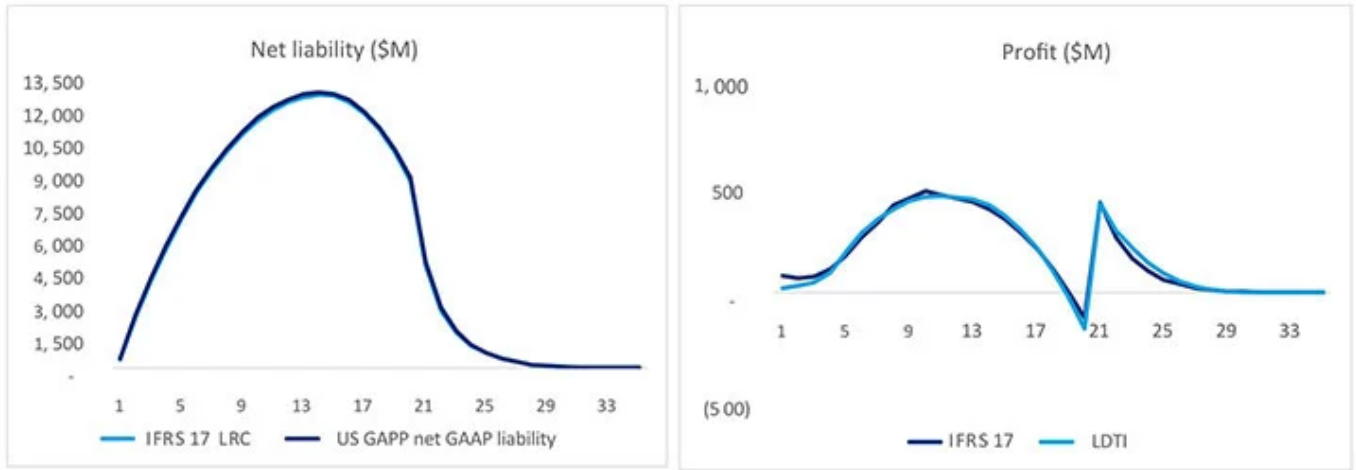 Net liability ($M)
13, 500
12, 000
10, 500
9, 000
7, 500
6, 000
4, 500
3, 000
1, 500
-
1 5 9 13 17 21 25 29 33
IFRS 17 LRC US GAPP net GAAP liability
Profit ($M)
1, 000
500
-
1 5 9 13 17 21 25 29 33
(5 00)
IFRS 17 LDTI